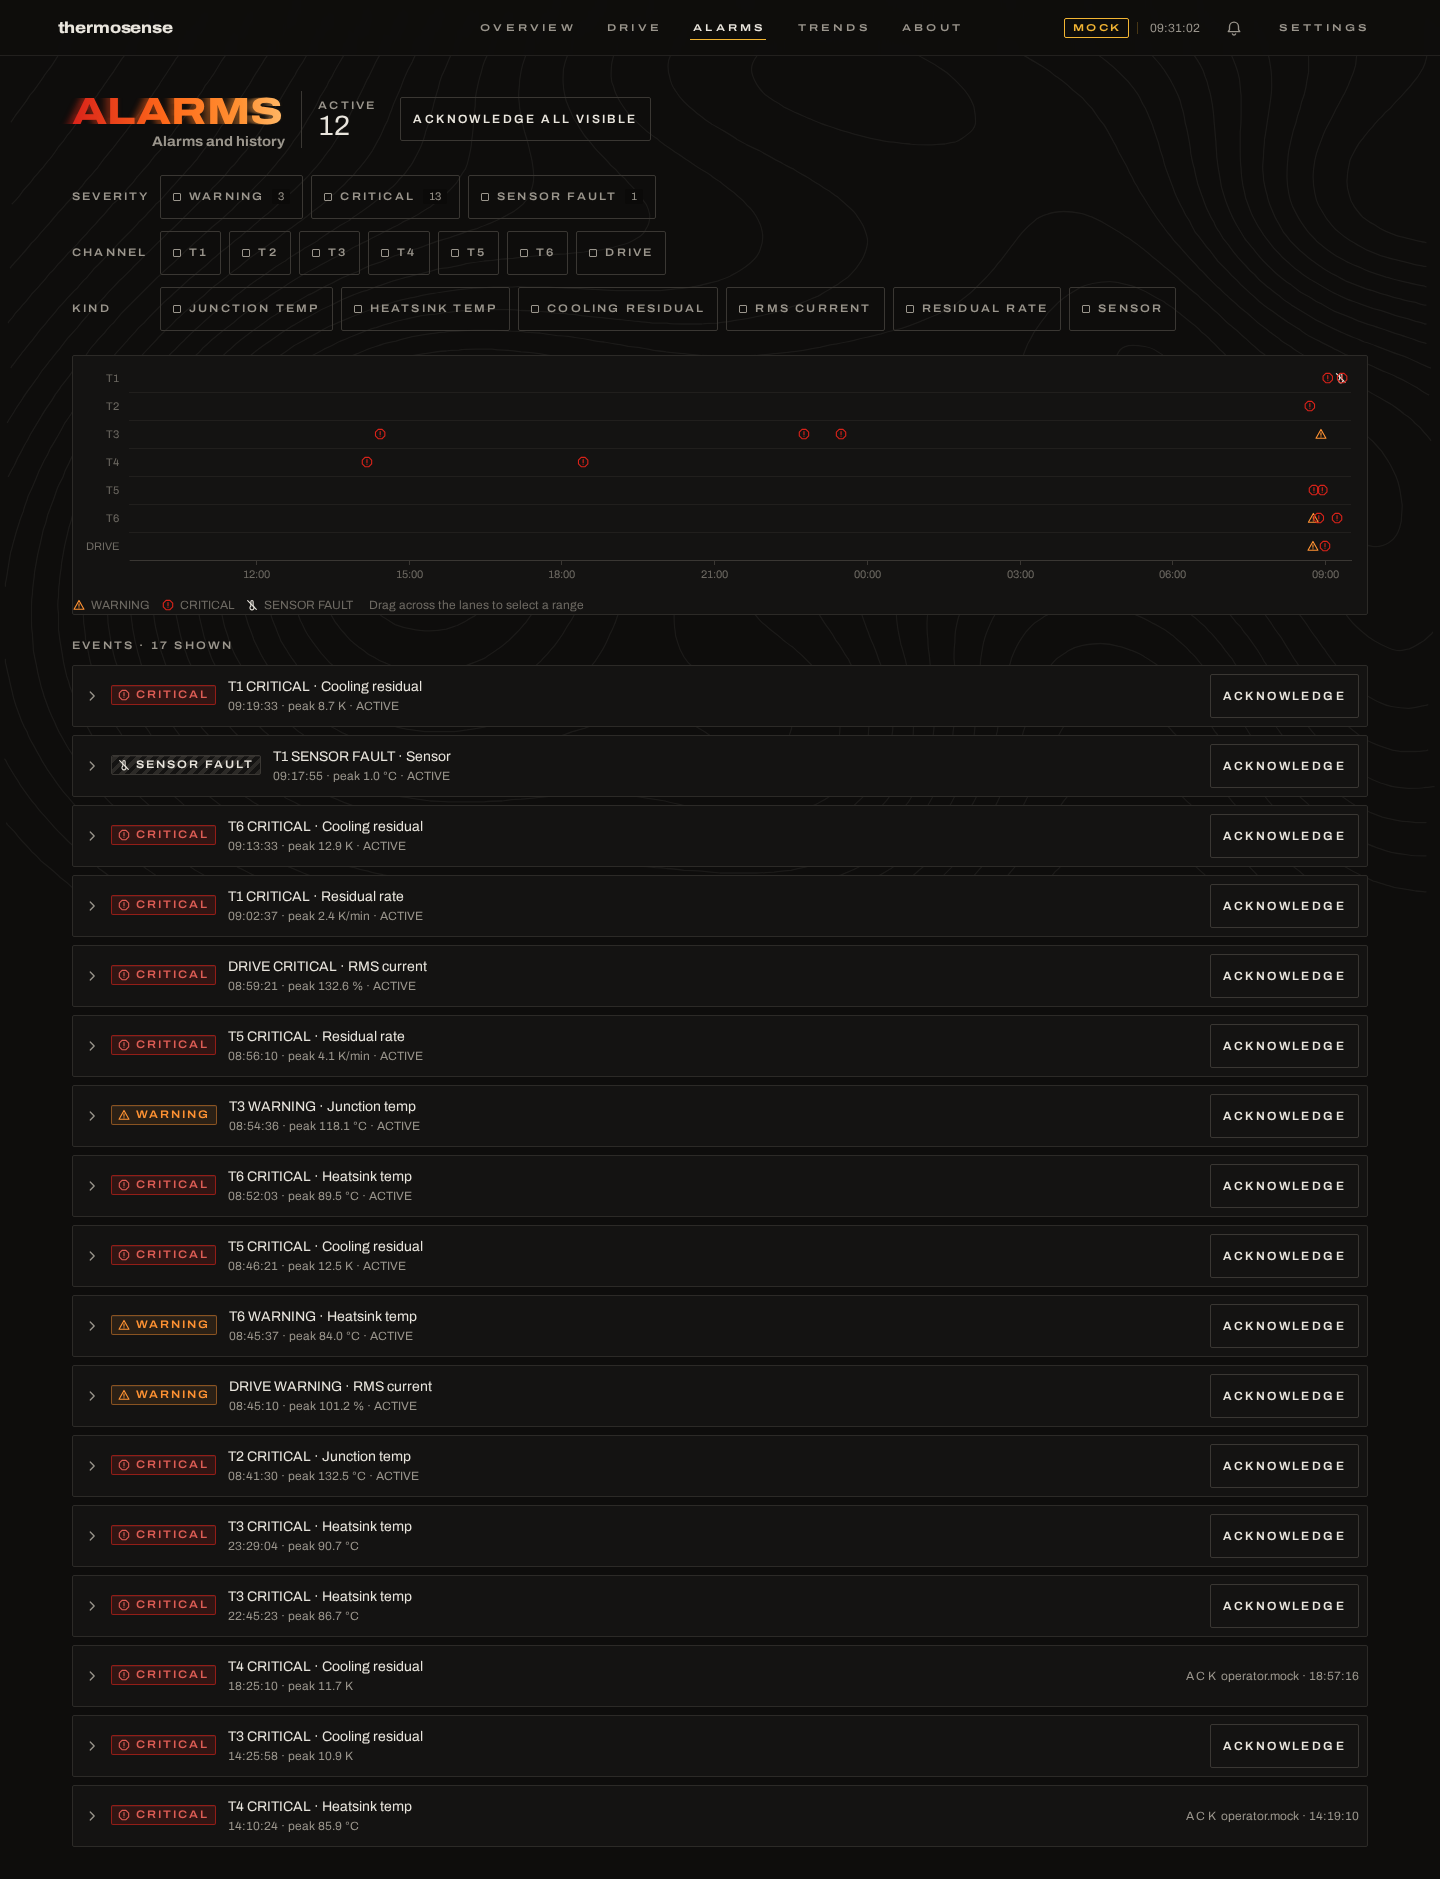 thermosense
OVERVIEW DRIVE ALARMS TRENDS ABOUT
MOCK 09:31:02 SETTINGS
ALARMS
Alarms and history
ACTIVE
12
ACKNOWLEDGE ALL VISIBLE
SEVERITY WARNING 3 CRITICAL 13 SENSOR FAULT 1
CHANNEL T1 T2 T3 T4 T5 T6 DRIVE
KIND JUNCTION TEMP HEATSINK TEMP COOLING RESIDUAL RMS CURRENT RESIDUAL RATE SENSOR
T1
T2
T3
T4
T5
T6
DRIVE
12:00 15:00 18:00 21:00 00:00 03:00 06:00 09:00
WARNING CRITICAL SENSOR FAULT Drag across the lanes to select a range
EVENTS · 17 SHOWN
CRITICAL T1 CRITICAL · Cooling residual
09:19:33 · peak 8.7 K · ACTIVE
ACKNOWLEDGE
SENSOR FAULT T1 SENSOR FAULT · Sensor
09:17:55 · peak 1.0 °C · ACTIVE
ACKNOWLEDGE
CRITICAL T6 CRITICAL · Cooling residual
09:13:33 · peak 12.9 K · ACTIVE
ACKNOWLEDGE
CRITICAL T1 CRITICAL · Residual rate
09:02:37 · peak 2.4 K/min · ACTIVE
ACKNOWLEDGE
CRITICAL DRIVE CRITICAL · RMS current
08:59:21 · peak 132.6 % · ACTIVE
ACKNOWLEDGE
CRITICAL T5 CRITICAL · Residual rate
08:56:10 · peak 4.1 K/min · ACTIVE
ACKNOWLEDGE
WARNING T3 WARNING · Junction temp
08:54:36 · peak 118.1 °C · ACTIVE
ACKNOWLEDGE
CRITICAL T6 CRITICAL · Heatsink temp
08:52:03 · peak 89.5 °C · ACTIVE
ACKNOWLEDGE
CRITICAL T5 CRITICAL · Cooling residual
08:46:21 · peak 12.5 K · ACTIVE
ACKNOWLEDGE
WARNING T6 WARNING · Heatsink temp
08:45:37 · peak 84.0 °C · ACTIVE
ACKNOWLEDGE
WARNING DRIVE WARNING · RMS current
08:45:10 · peak 101.2 % · ACTIVE
ACKNOWLEDGE
CRITICAL T2 CRITICAL · Junction temp
08:41:30 · peak 132.5 °C · ACTIVE
ACKNOWLEDGE
CRITICAL T3 CRITICAL · Heatsink temp
23:29:04 · peak 90.7 °C
ACKNOWLEDGE
CRITICAL T3 CRITICAL · Heatsink temp
22:45:23 · peak 86.7 °C
ACKNOWLEDGE
CRITICAL T4 CRITICAL · Cooling residual
18:25:10 · peak 11.7 K
ACK operator.mock · 18:57:16
CRITICAL T3 CRITICAL · Cooling residual
14:25:58 · peak 10.9 K
ACKNOWLEDGE
CRITICAL T4 CRITICAL · Heatsink temp
14:10:24 · peak 85.9 °C
ACK operator.mock · 14:19:10